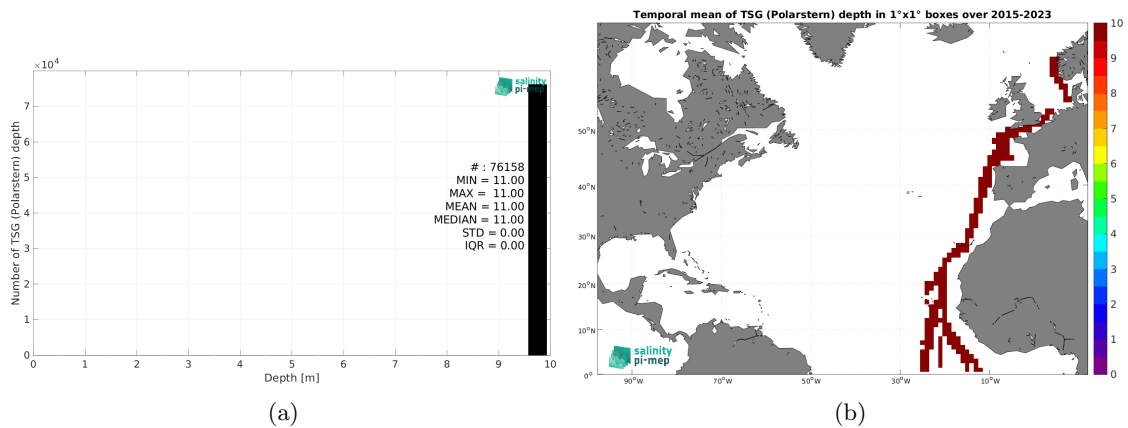 Temporal mean of TSG (Polarstern) depth in 1°x1° boxes over 2015-2023
×10⁴
Number of TSG (Polarstern) depth
7
6
5
4
3
2
1
0
salinity
pi-mep
# : 76158
MIN = 11.00
MAX = 11.00
MEAN = 11.00
MEDIAN = 11.00
STD = 0.00
IQR = 0.00
0 1 2 3 4 5 6 7 8 9 10
Depth [m]
(a)
50°N
40°N
30°N
20°N
10°N
0°
90°W 70°W 50°W 30°W 10°W
salinity
pi-mep
10
9
8
7
6
5
4
3
2
1
0
(b)